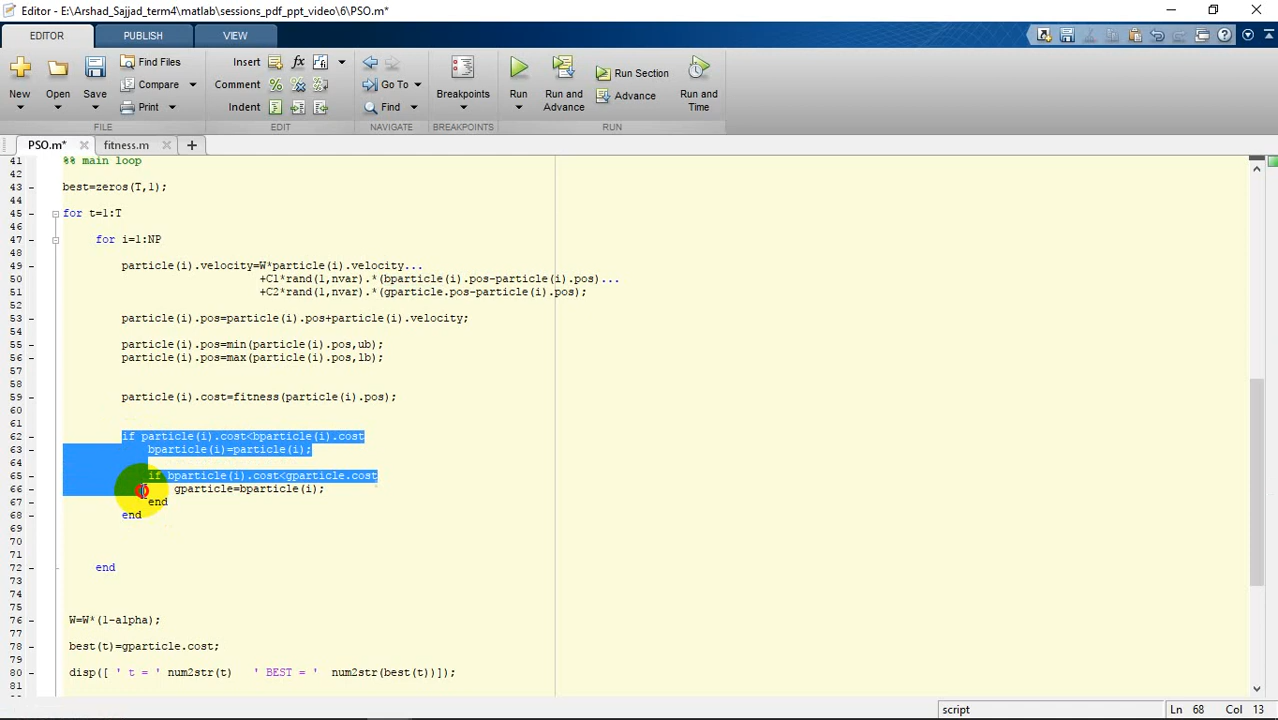 Editor - E:\Arshad_Sajjad_term4\matlab\sessions_pdf_ppt_video\6\PSO.m*
EDITOR PUBLISH VIEW
New Open Save Find Files Compare Print
Insert Comment Indent
Go To Find
Breakpoints
Run Run and Advance Run Section Advance Run and Time
FILE EDIT NAVIGATE BREAKPOINTS RUN
PSO.m* fitness.m
41 %% main loop
42
43 best=zeros(T,1);
44
45 for t=1:T
46
47 for i=1:NP
48
49 particle(i).velocity=W*particle(i).velocity...
50 +C1*rand(1,nvar).*(bparticle(i).pos-particle(i).pos)...
51 +C2*rand(1,nvar).*(gparticle.pos-particle(i).pos);
52
53 particle(i).pos=particle(i).pos+particle(i).velocity;
54
55 particle(i).pos=min(particle(i).pos,ub);
56 particle(i).pos=max(particle(i).pos,lb);
57
58
59 particle(i).cost=fitness(particle(i).pos);
60
61
62 if particle(i).cost<bparticle(i).cost
63 bparticle(i)=particle(i);
64
65 if bparticle(i).cost<gparticle.cost
66 gparticle=bparticle(i);
67 end
68 end
69
70
71
72 end
73
74
75
76 W=W*(1-alpha);
77
78 best(t)=gparticle.cost;
79
80 disp([ ' t = ' num2str(t) ' BEST = ' num2str(best(t))]);
81
script Ln 68 Col 13